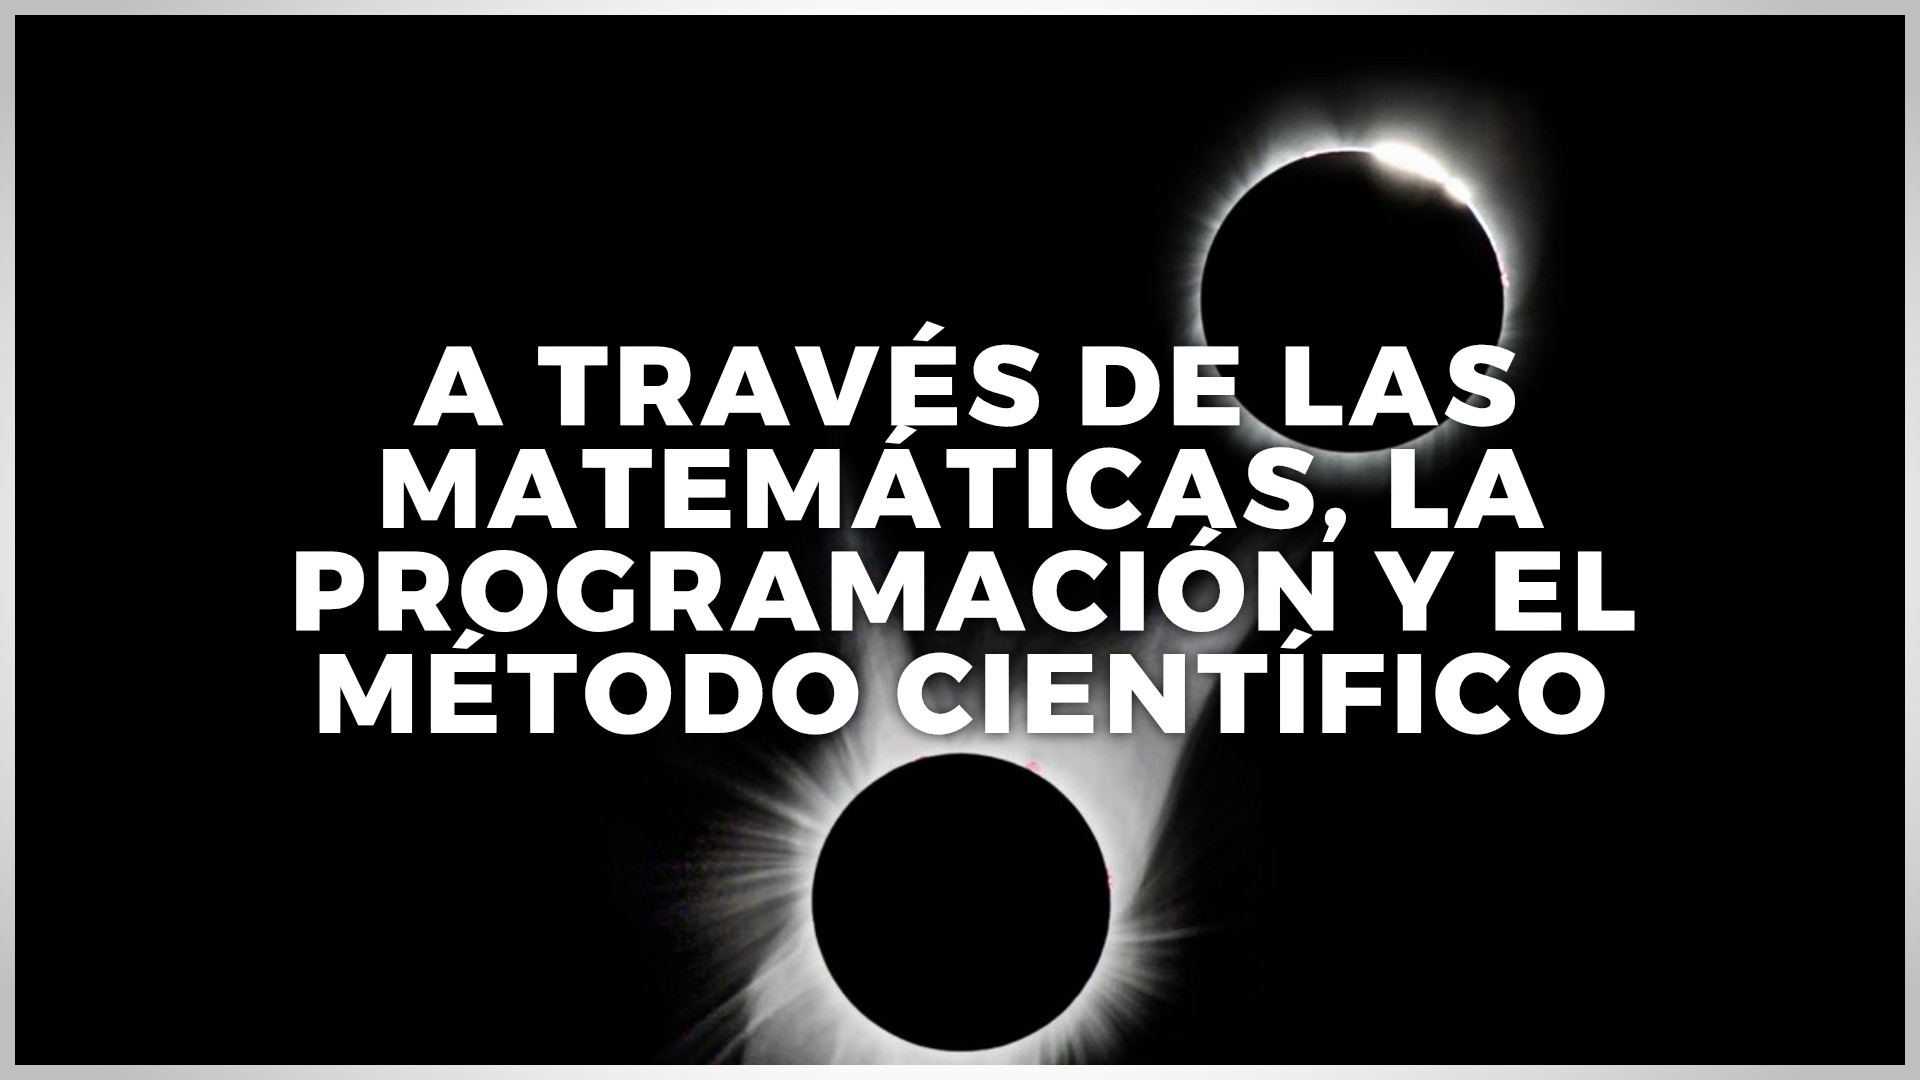 A TRAVÉS DE LAS
MATEMÁTICAS, LA
PROGRAMACIÓN Y EL
MÉTODO CIENTÍFICO